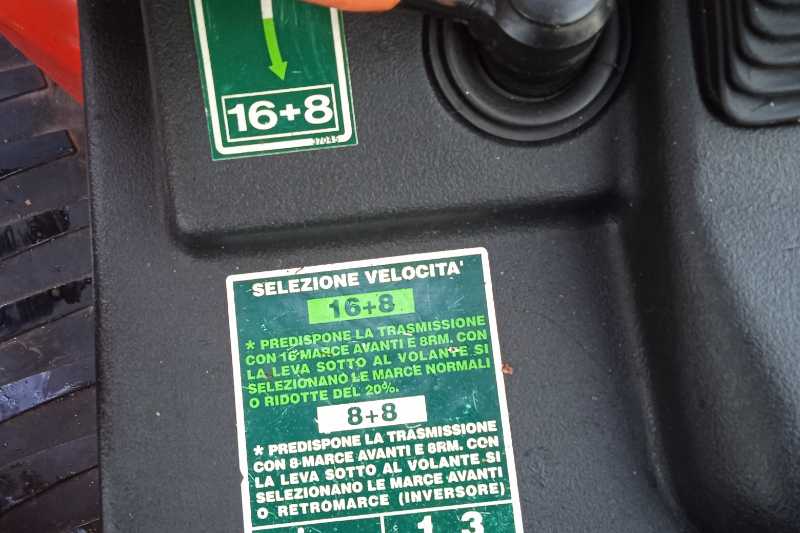 16+8
37045
SELEZIONE VELOCITA'
16+8
* PREDISPONE LA TRASMISSIONE
CON 16 MARCE AVANTI E 8RM. CON
LA LEVA SOTTO AL VOLANTE SI
SELEZIONANO LE MARCE NORMALI
O RIDOTTE DEL 20%.
8+8
* PREDISPONE LA TRASMISSIONE
CON 8 MARCE AVANTI E 8RM. CON
LA LEVA SOTTO AL VOLANTE SI
SELEZIONANO LE MARCE AVANTI
O RETROMARCE (INVERSORE)
1 3